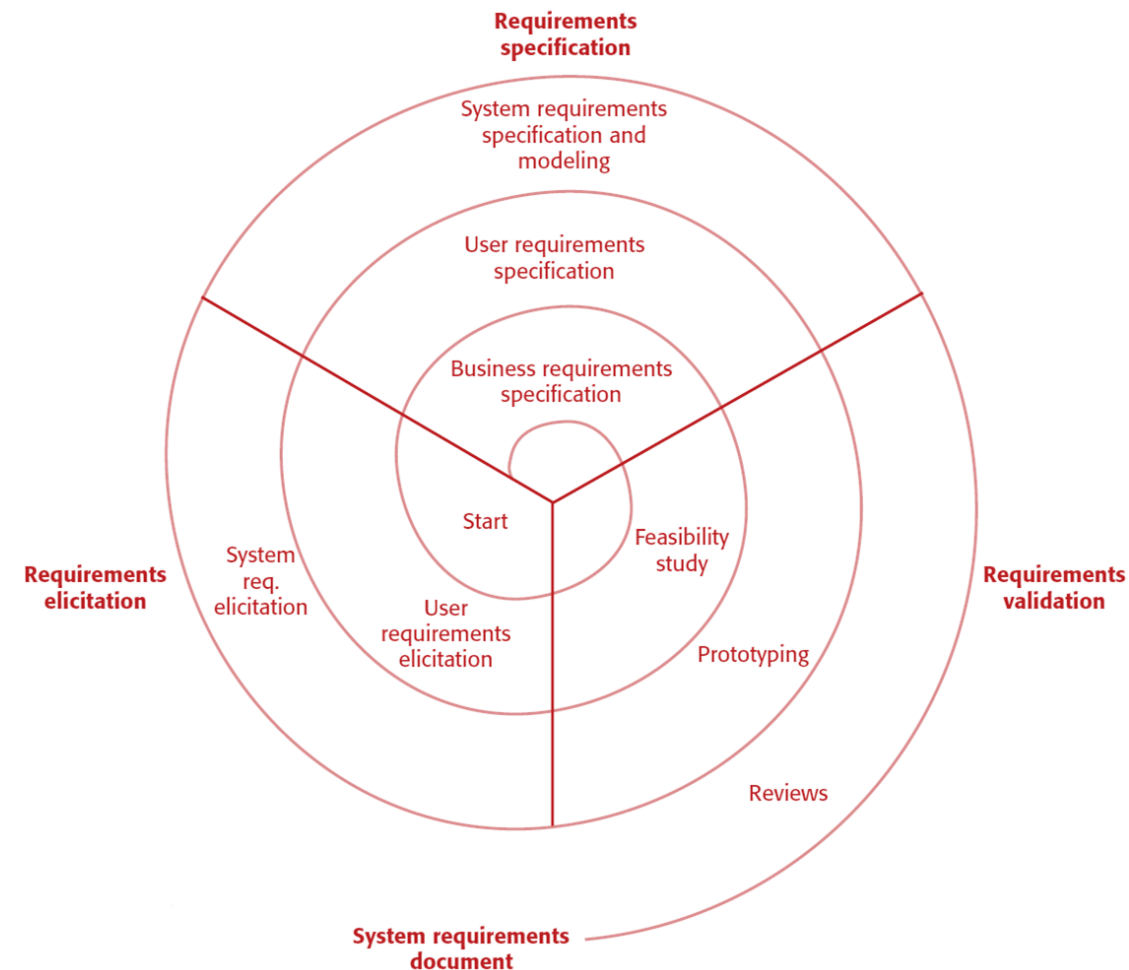 Requirements
specification
System requirements
specification and
modeling
User requirements
specification
Business requirements
specification
Start
Feasibility
study
System
req.
elicitation
Requirements
elicitation
User
requirements
elicitation
Requirements
validation
Prototyping
Reviews
System requirements
document